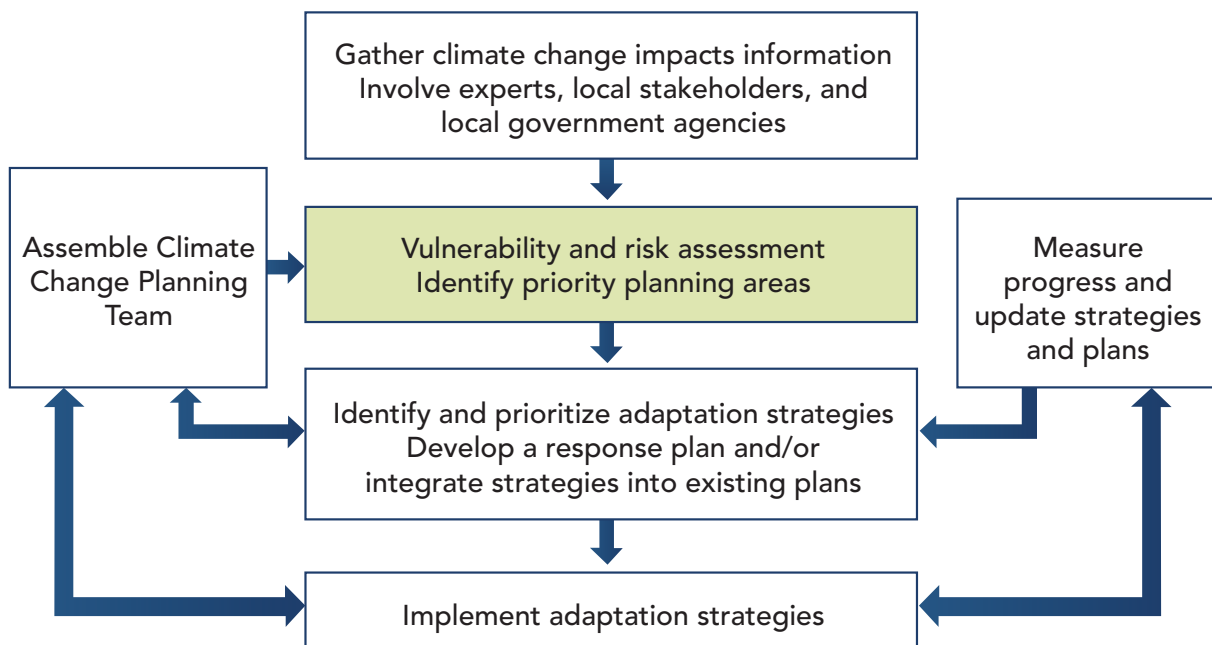 Gather climate change impacts information
Involve experts, local stakeholders, and
local government agencies
Assemble Climate
Change Planning
Team
Vulnerability and risk assessment
Identify priority planning areas
Measure
progress and
update strategies
and plans
Identify and prioritize adaptation strategies
Develop a response plan and/or
integrate strategies into existing plans
Implement adaptation strategies